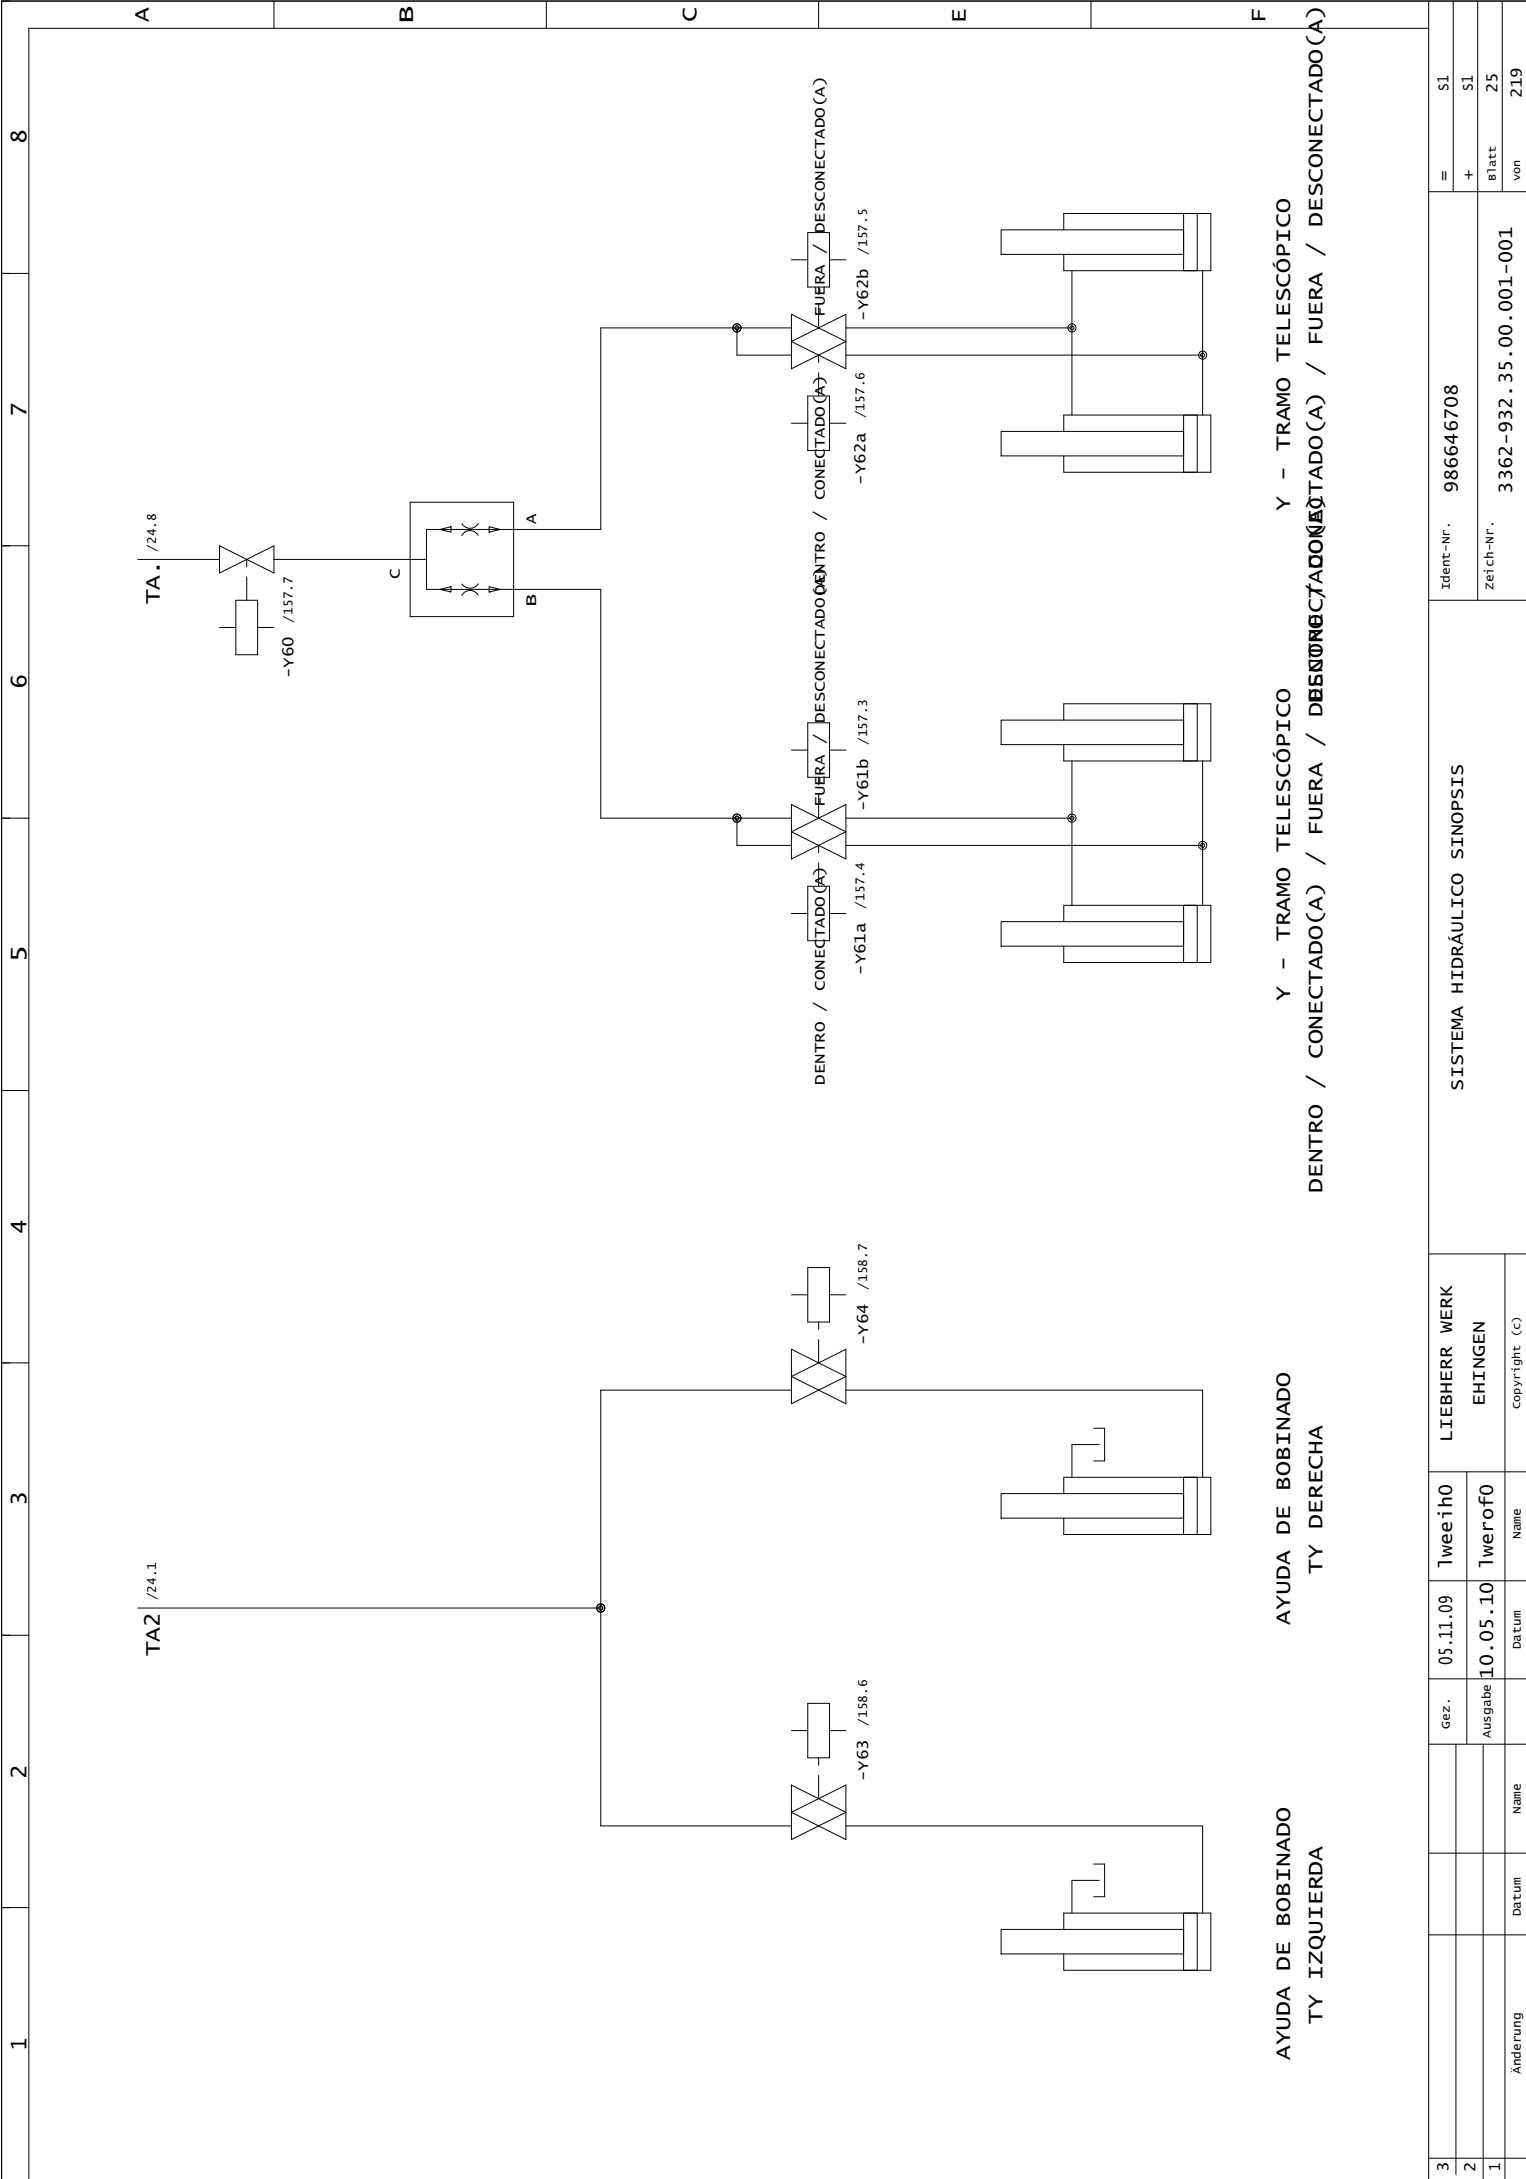 1 2 3 4 5 6 7 8
A
B
C
E
F
TA2 /24.1
TA. /24.8
-Y60 /157.7
C
B
A
-Y63 /158.6
-Y64 /158.7
DENTRO / CONECTADO(A)
FUERA / DESCONECTADO(A)
DENTRO / CONECTADO(A)
FUERA / DESCONECTADO(A)
-Y61a /157.4
-Y61b /157.3
-Y62a /157.6
-Y62b /157.5
AYUDA DE BOBINADO
TY IZQUIERDA
AYUDA DE BOBINADO
TY DERECHA
Y - TRAMO TELESCÓPICO
DENTRO / CONECTADO(A) / FUERA / DESCONECTADO(A)
Y - TRAMO TELESCÓPICO
DENTRO / CONECTADO(A) / FUERA / DESCONECTADO(A)
3
2
1
Änderung
Datum
Name
Gez. 05.11.09 lweeih0
Ausgabe 10.05.10 lwerof0
Datum
Name
LIEBHERR WERK
EHINGEN
Copyright (c)
SISTEMA HIDRÁULICO SINOPSIS
Ident-Nr. 986646708
Zeich-Nr. 3362-932.35.00.001-001
= S1
+ S1
Blatt 25
von 219